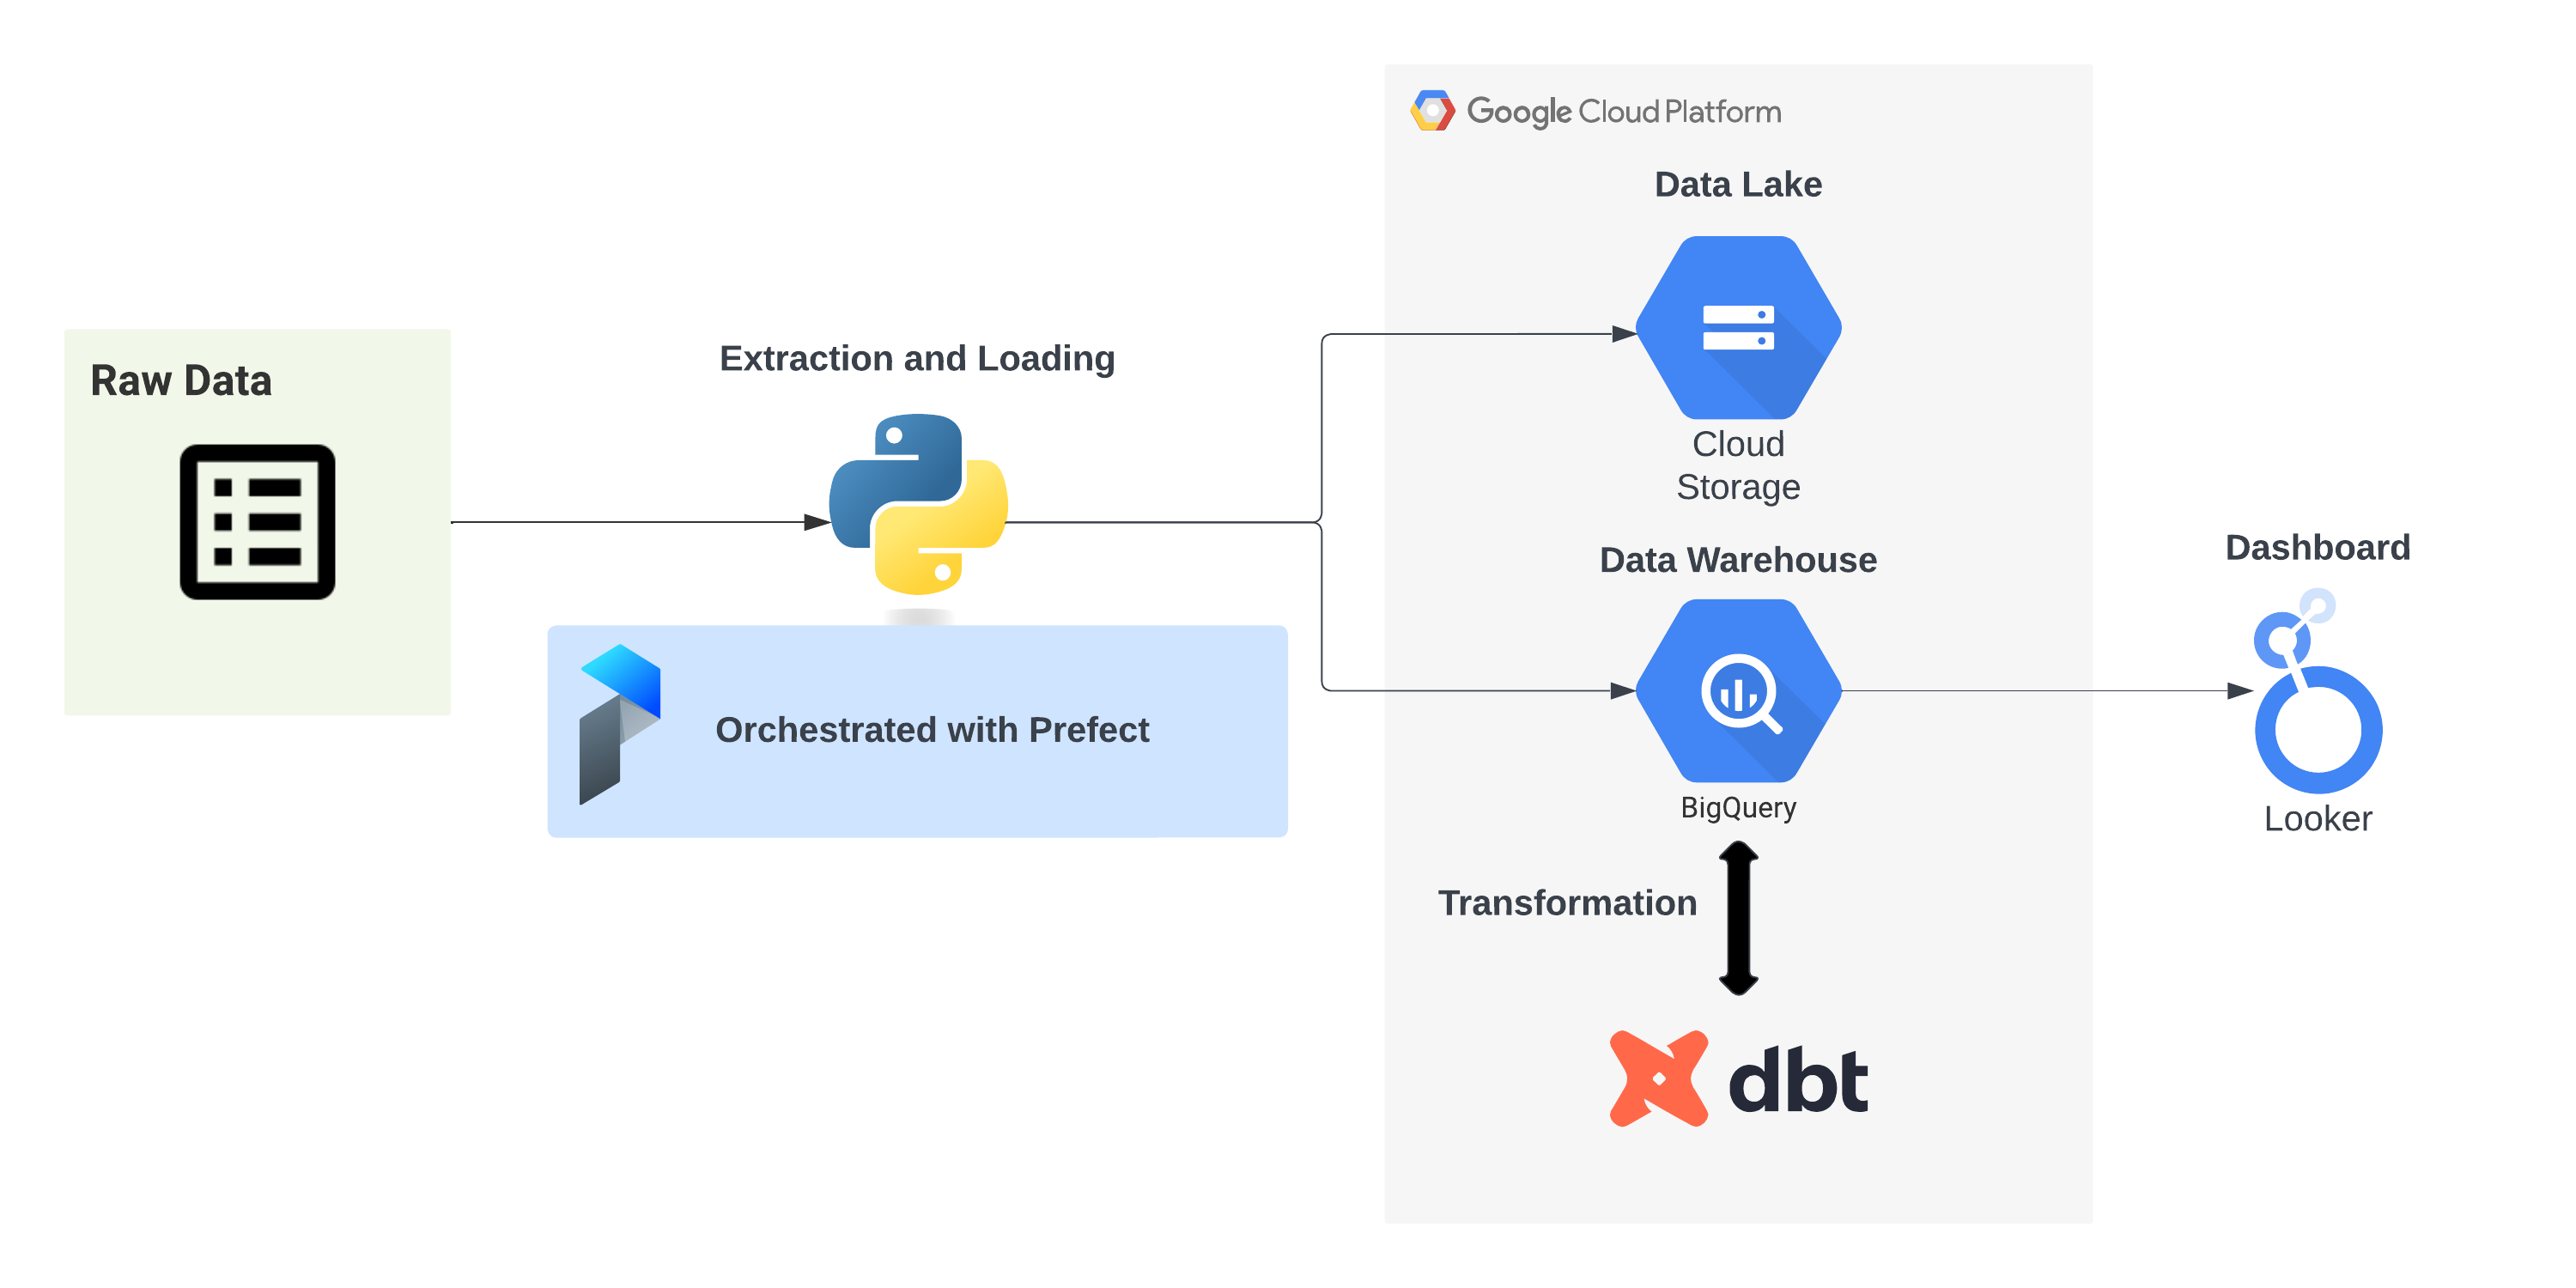 Google Cloud Platform
Data Lake
Cloud
Storage
Raw Data
Extraction and Loading
Orchestrated with Prefect
Data Warehouse
BigQuery
Transformation
dbt
Dashboard
Looker